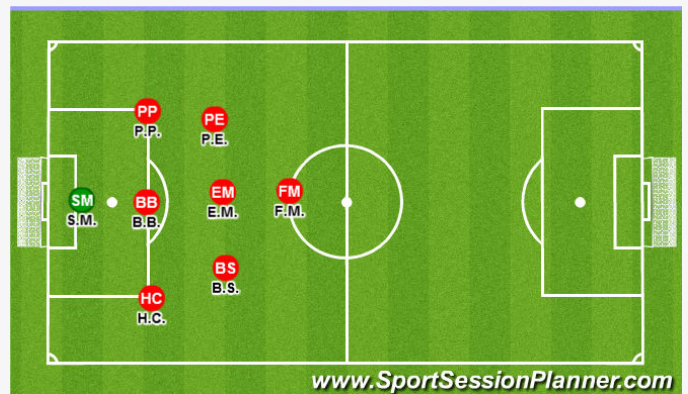 PP
P.P.
PE
P.E.
SM
S.M.
BB
B.B.
EM
E.M.
FM
F.M.
BS
B.S.
HC
H.C.
www.SportSessionPlanner.com